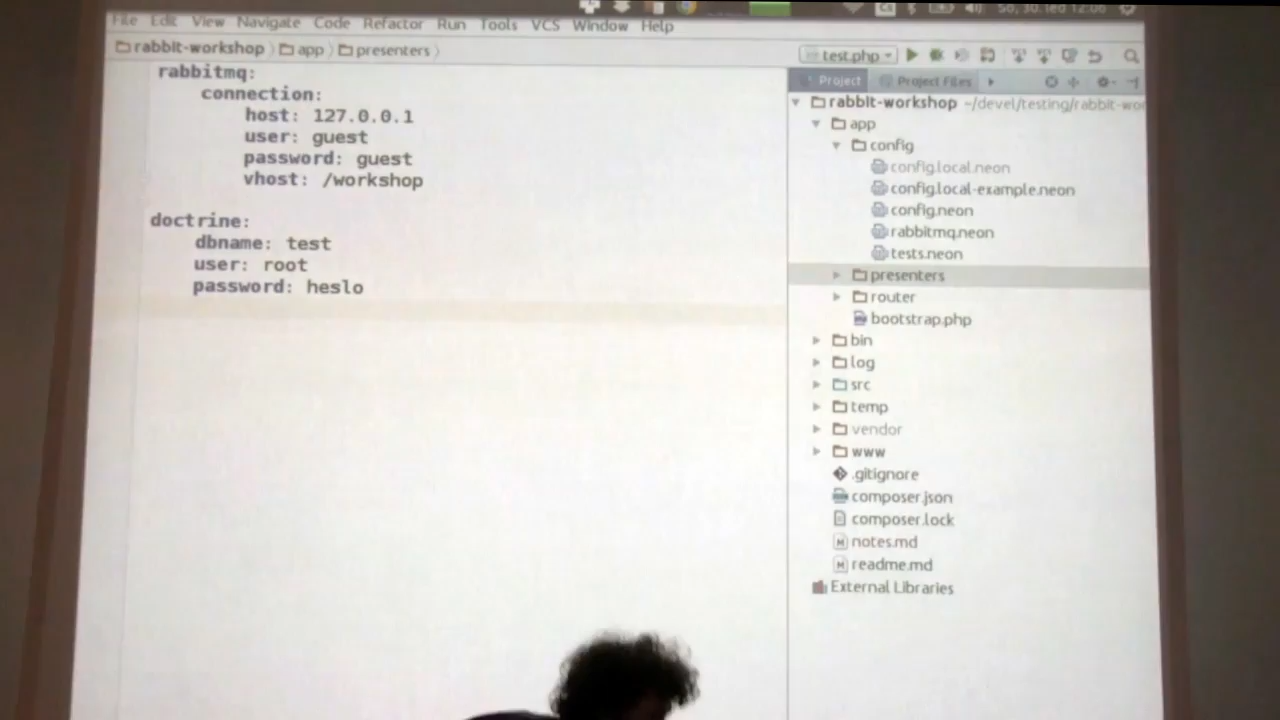 File Edit View Navigate Code Refactor Run Tools VCS Window Help
rabbit-workshop app presenters
test.php
rabbitmq:
connection:
host: 127.0.0.1
user: guest
password: guest
vhost: /workshop
doctrine:
dbname: test
user: root
password: heslo
Project Project Files
rabbit-workshop ~/devel/testing/rabbit-wor
app
config
config.local.neon
config.local-example.neon
config.neon
rabbitmq.neon
tests.neon
presenters
router
bootstrap.php
bin
log
src
temp
vendor
www
.gitignore
composer.json
composer.lock
notes.md
readme.md
External Libraries